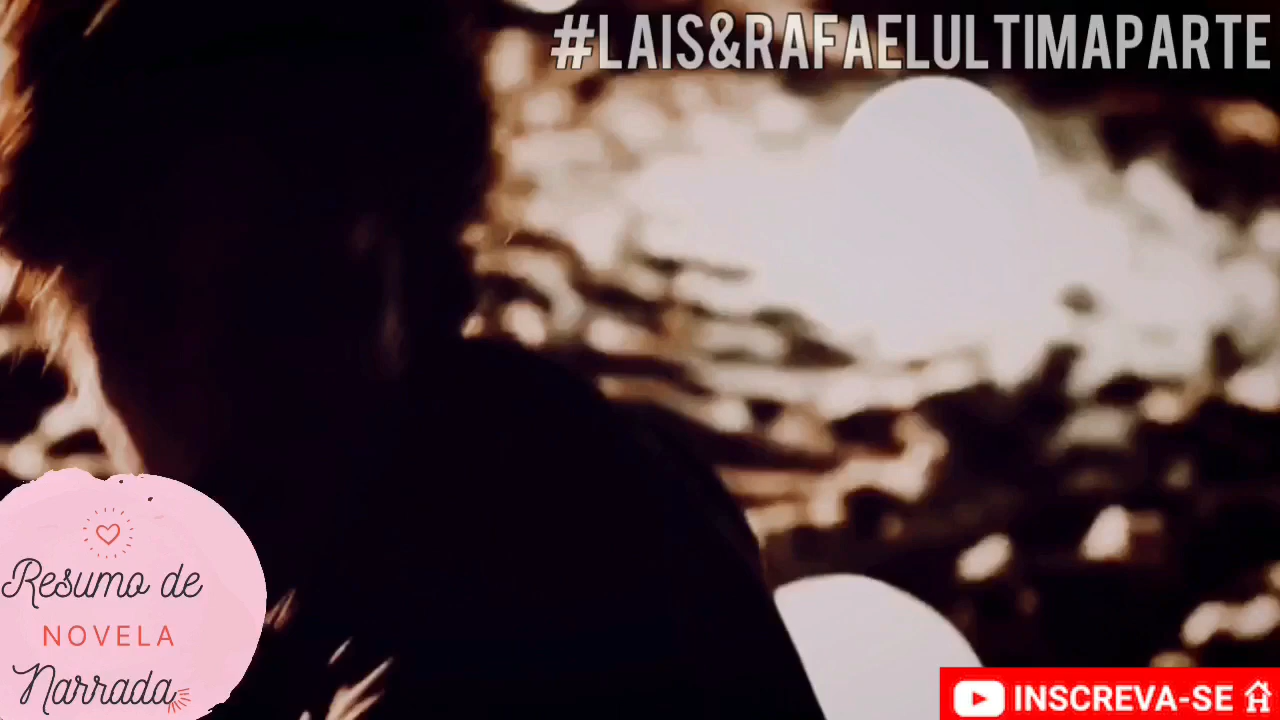 #LAIS&RAFAELULTIMAPARTE
Resumo de
NOVELA
Narrada
INSCREVA-SE